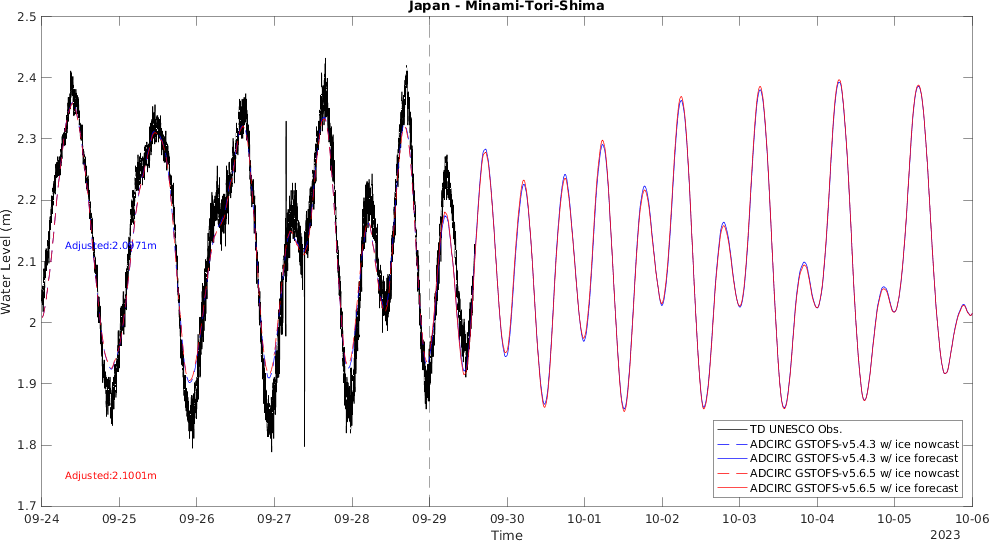 Japan - Minami-Tori-Shima
2.5
2.4
2.3
2.2
2.1
2
1.9
1.8
1.7
Water Level (m)
Adjusted:2.0971m
Adjusted:2.1001m
TD UNESCO Obs.
ADCIRC GSTOFS-v5.4.3 w/ ice nowcast
ADCIRC GSTOFS-v5.4.3 w/ ice forecast
ADCIRC GSTOFS-v5.6.5 w/ ice nowcast
ADCIRC GSTOFS-v5.6.5 w/ ice forecast
09-24 09-25 09-26 09-27 09-28 09-29 09-30 10-01 10-02 10-03 10-04 10-05 10-06
Time
2023